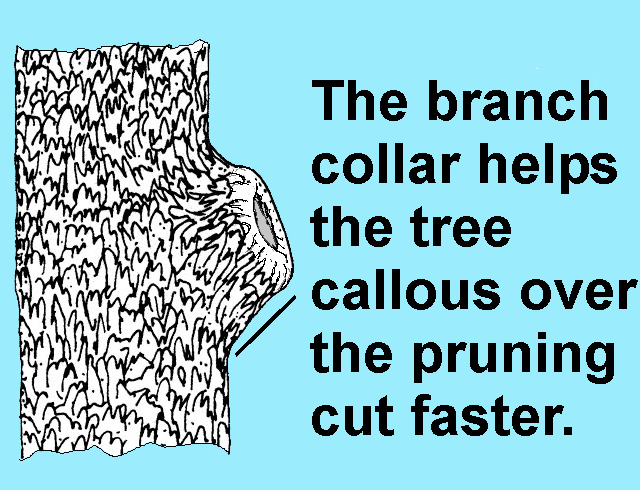 The branch
collar helps
the tree
callous over
the pruning
cut faster.